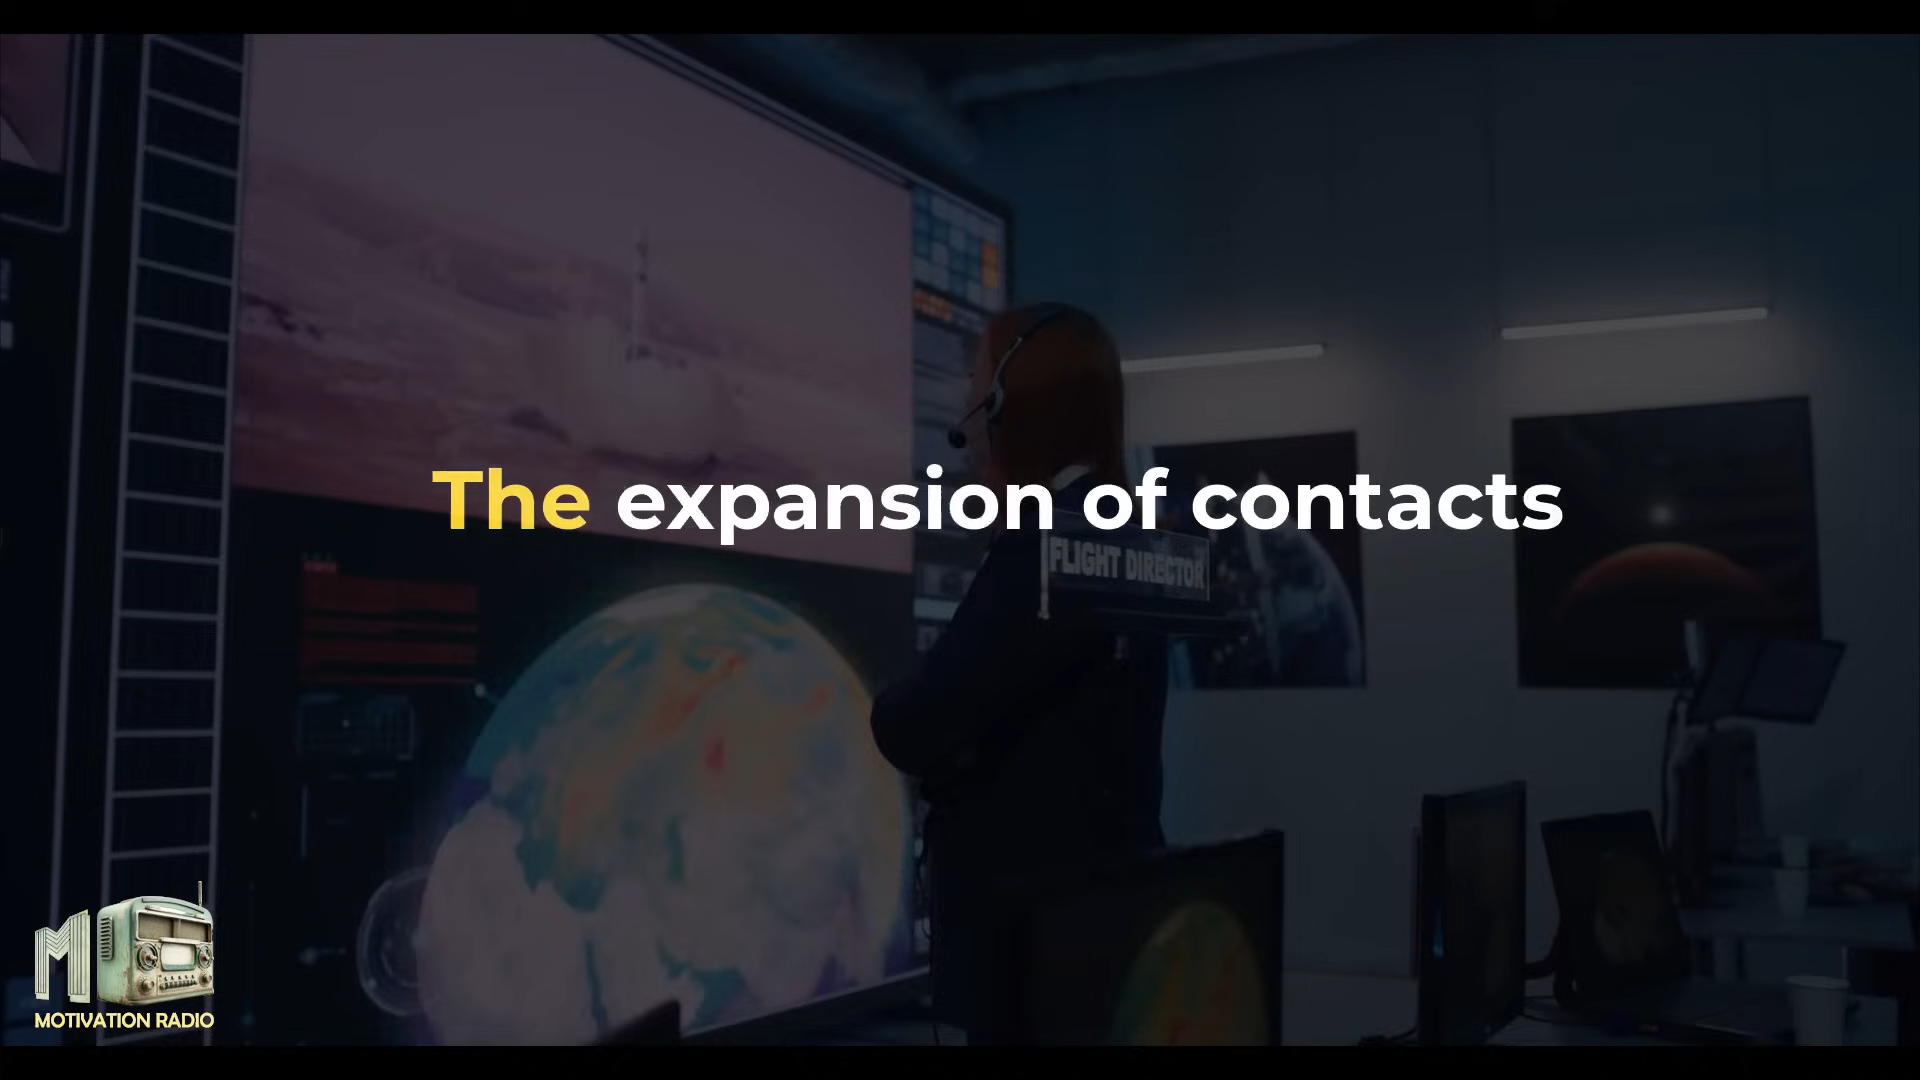 The expansion of contacts
FLIGHT DIRECTOR
MOTIVATION RADIO